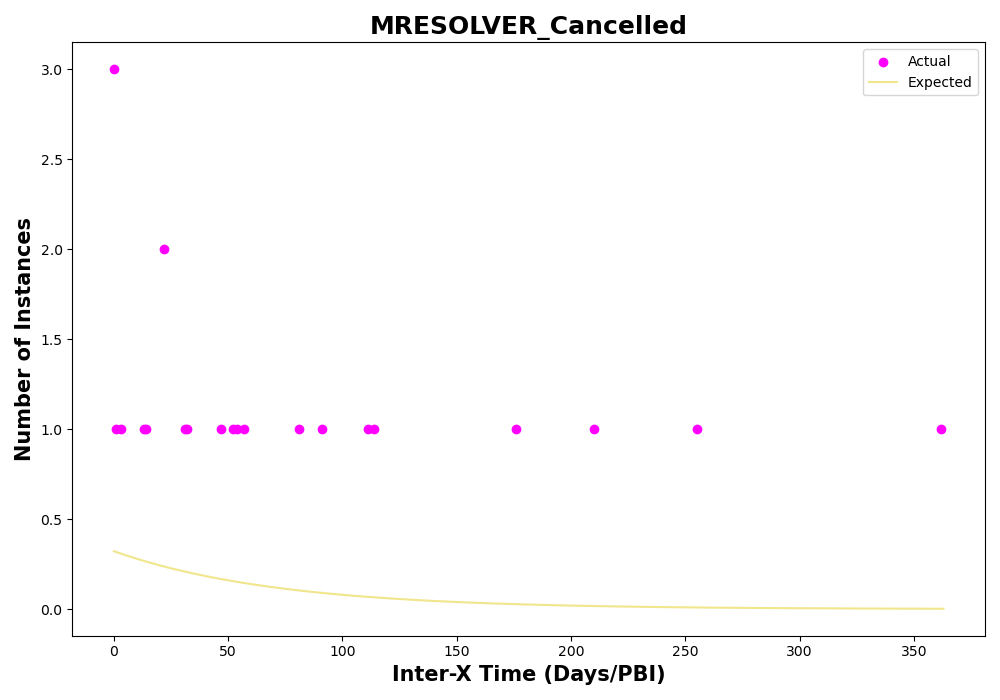 MRESOLVER_Cancelled
Actual
Expected
Number of Instances
3.0
2.5
2.0
1.5
1.0
0.5
0.0
0 50 100 150 200 250 300 350
Inter-X Time (Days/PBI)